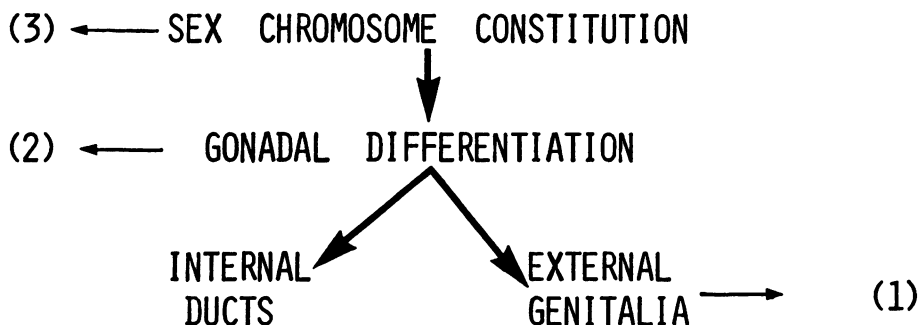 (3) SEX CHROMOSOME CONSTITUTION
(2) GONADAL DIFFERENTIATION
INTERNAL DUCTS
EXTERNAL GENITALIA
(1)